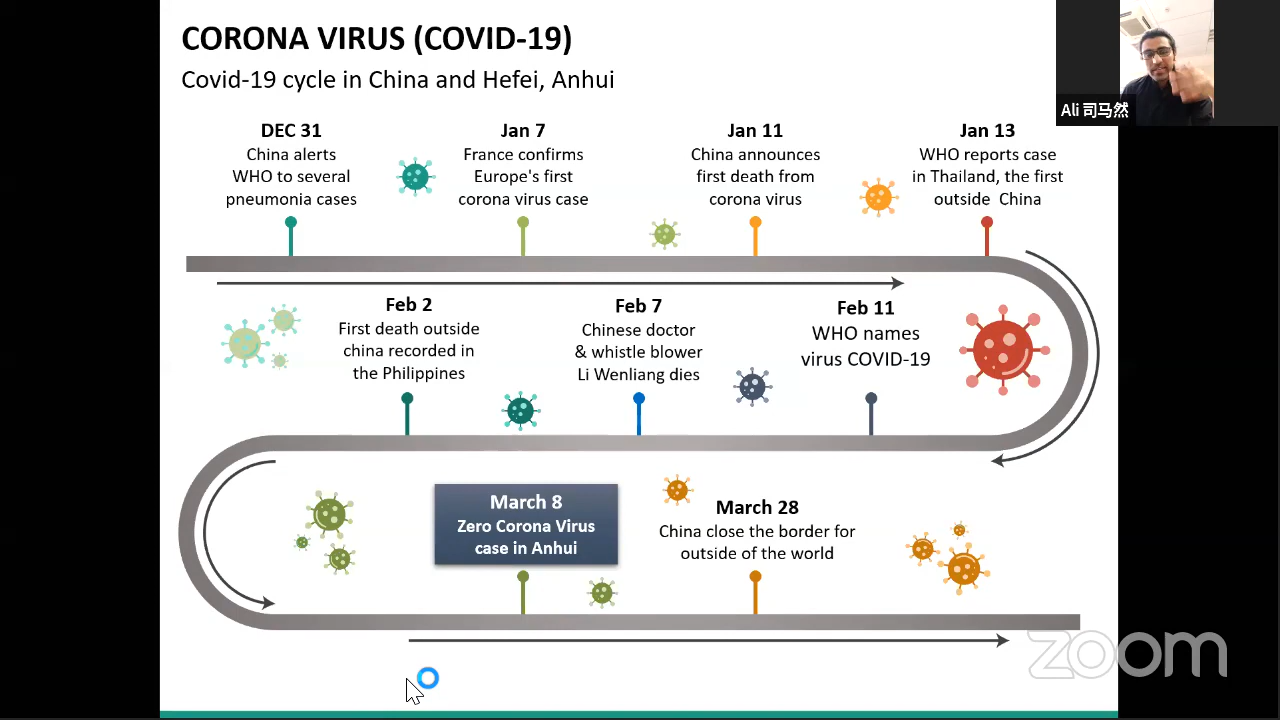 CORONA VIRUS (COVID-19)
Covid-19 cycle in China and Hefei, Anhui
Ali 司马然
DEC 31
China alerts
WHO to several
pneumonia cases
Jan 7
France confirms
Europe's first
corona virus case
Jan 11
China announces
first death from
corona virus
Jan 13
WHO reports case
in Thailand, the first
outside China
Feb 2
First death outside
china recorded in
the Philippines
Feb 7
Chinese doctor
& whistle blower
Li Wenliang dies
Feb 11
WHO names
virus COVID-19
March 8
Zero Corona Virus
case in Anhui
March 28
China close the border for
outside of the world
zoom